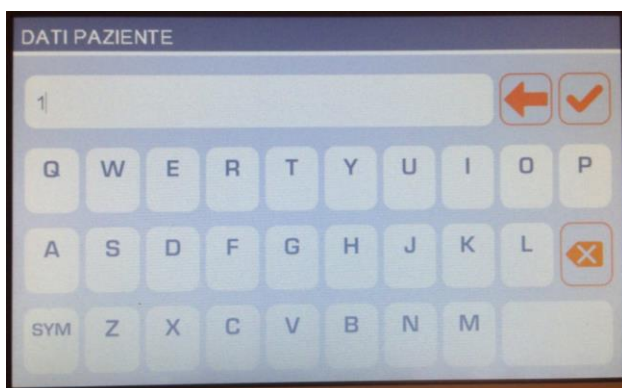 DATI PAZIENTE
1
Q W E R T Y U I O P
A S D F G H J K L
SYM Z X C V B N M